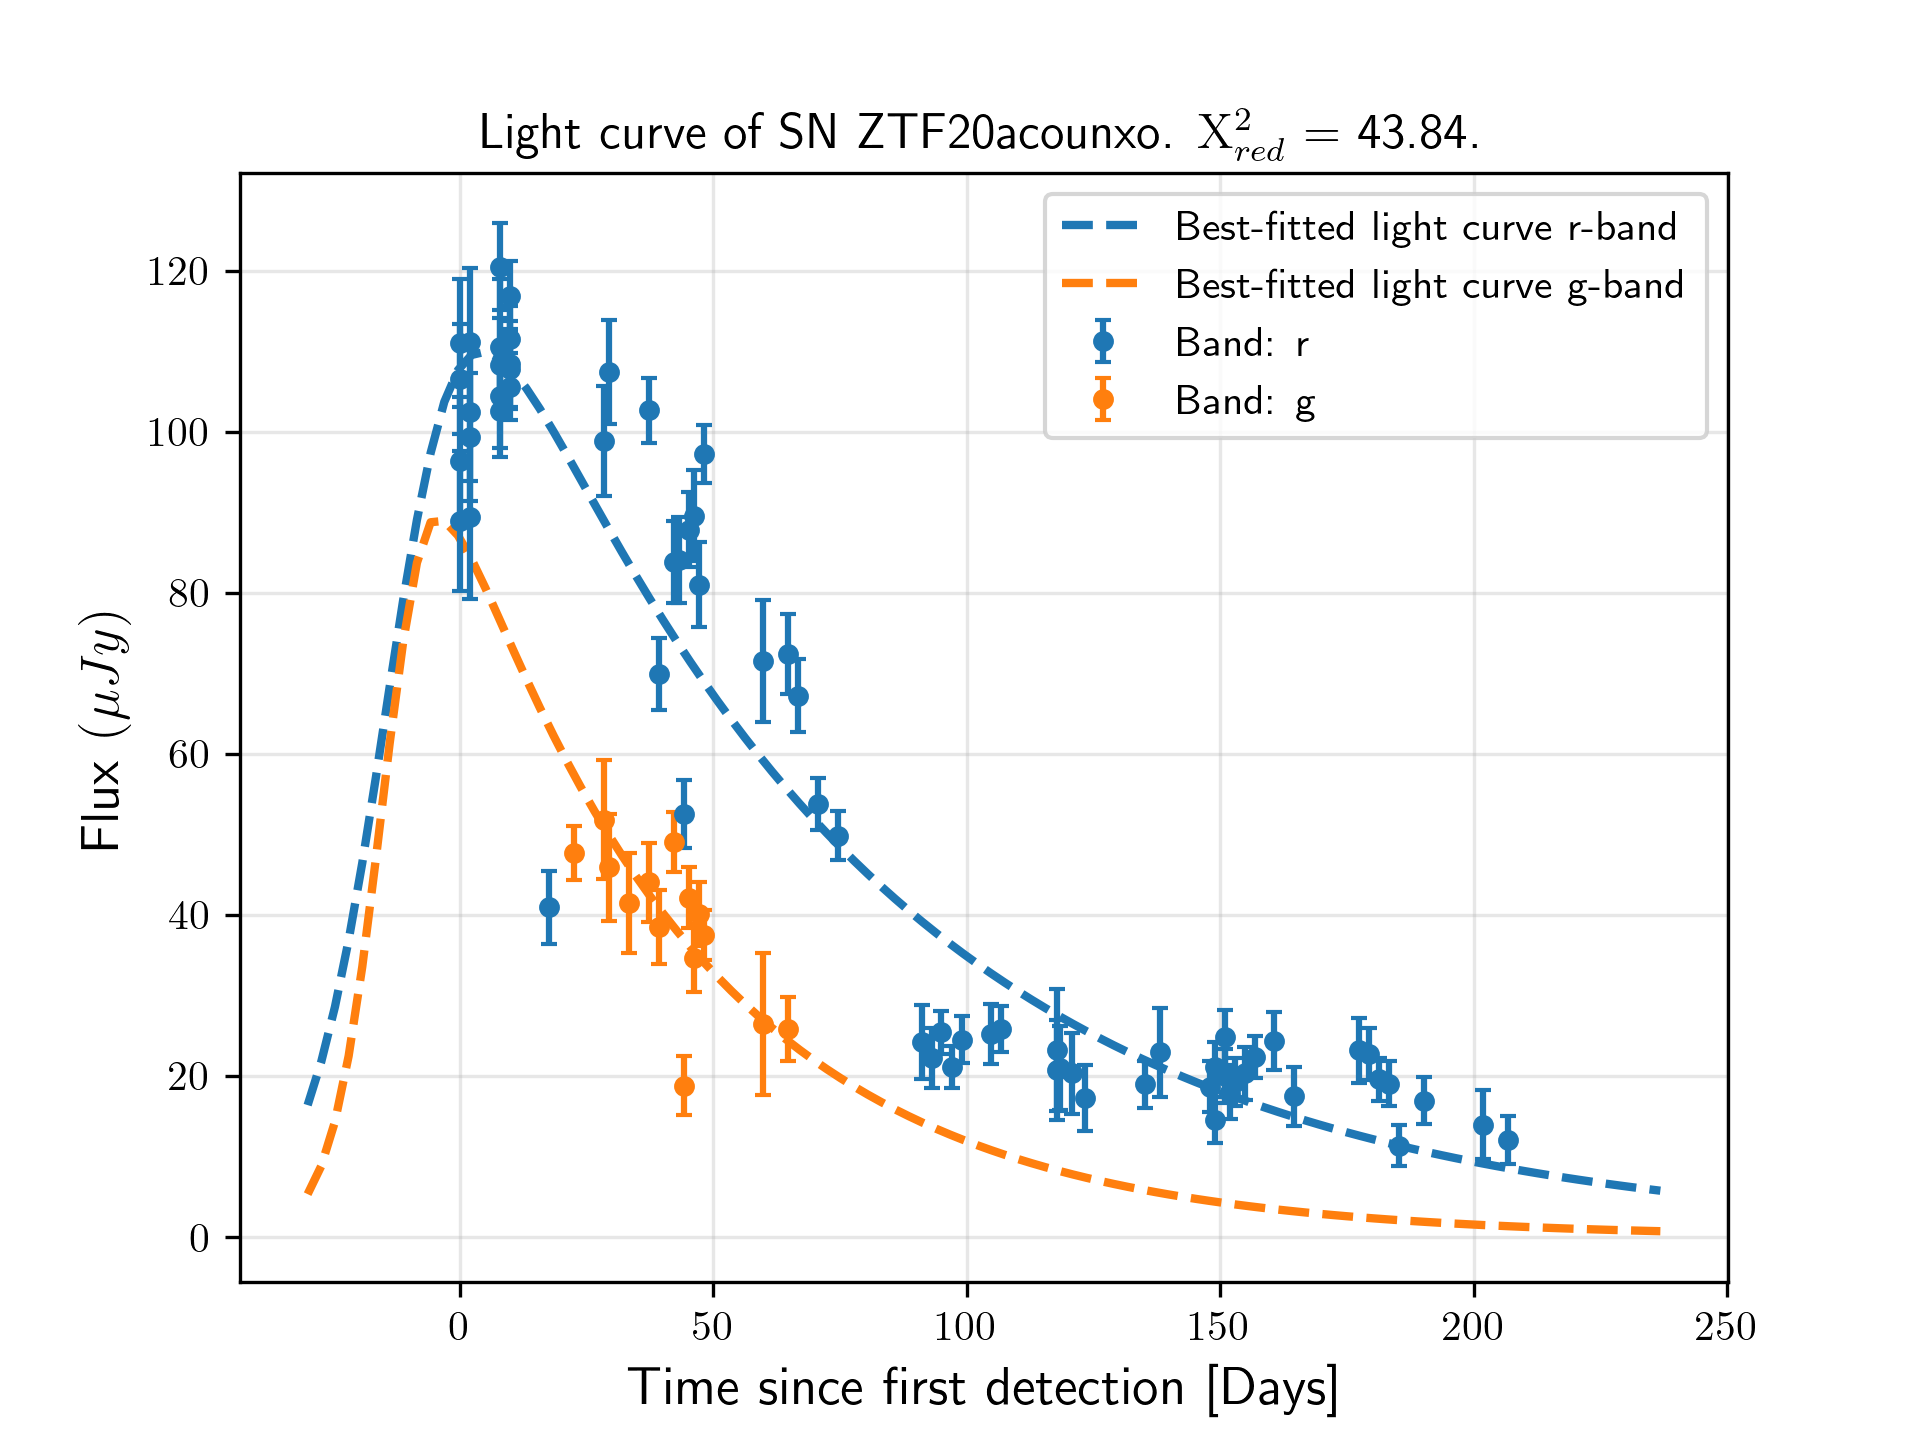 Light curve of SN ZTF20acounxo. X²_red = 43.84.
Best-fitted light curve r-band
Best-fitted light curve g-band
Band: r
Band: g
Flux (μJy)
120
100
80
60
40
20
0
0 50 100 150 200 250
Time since first detection [Days]